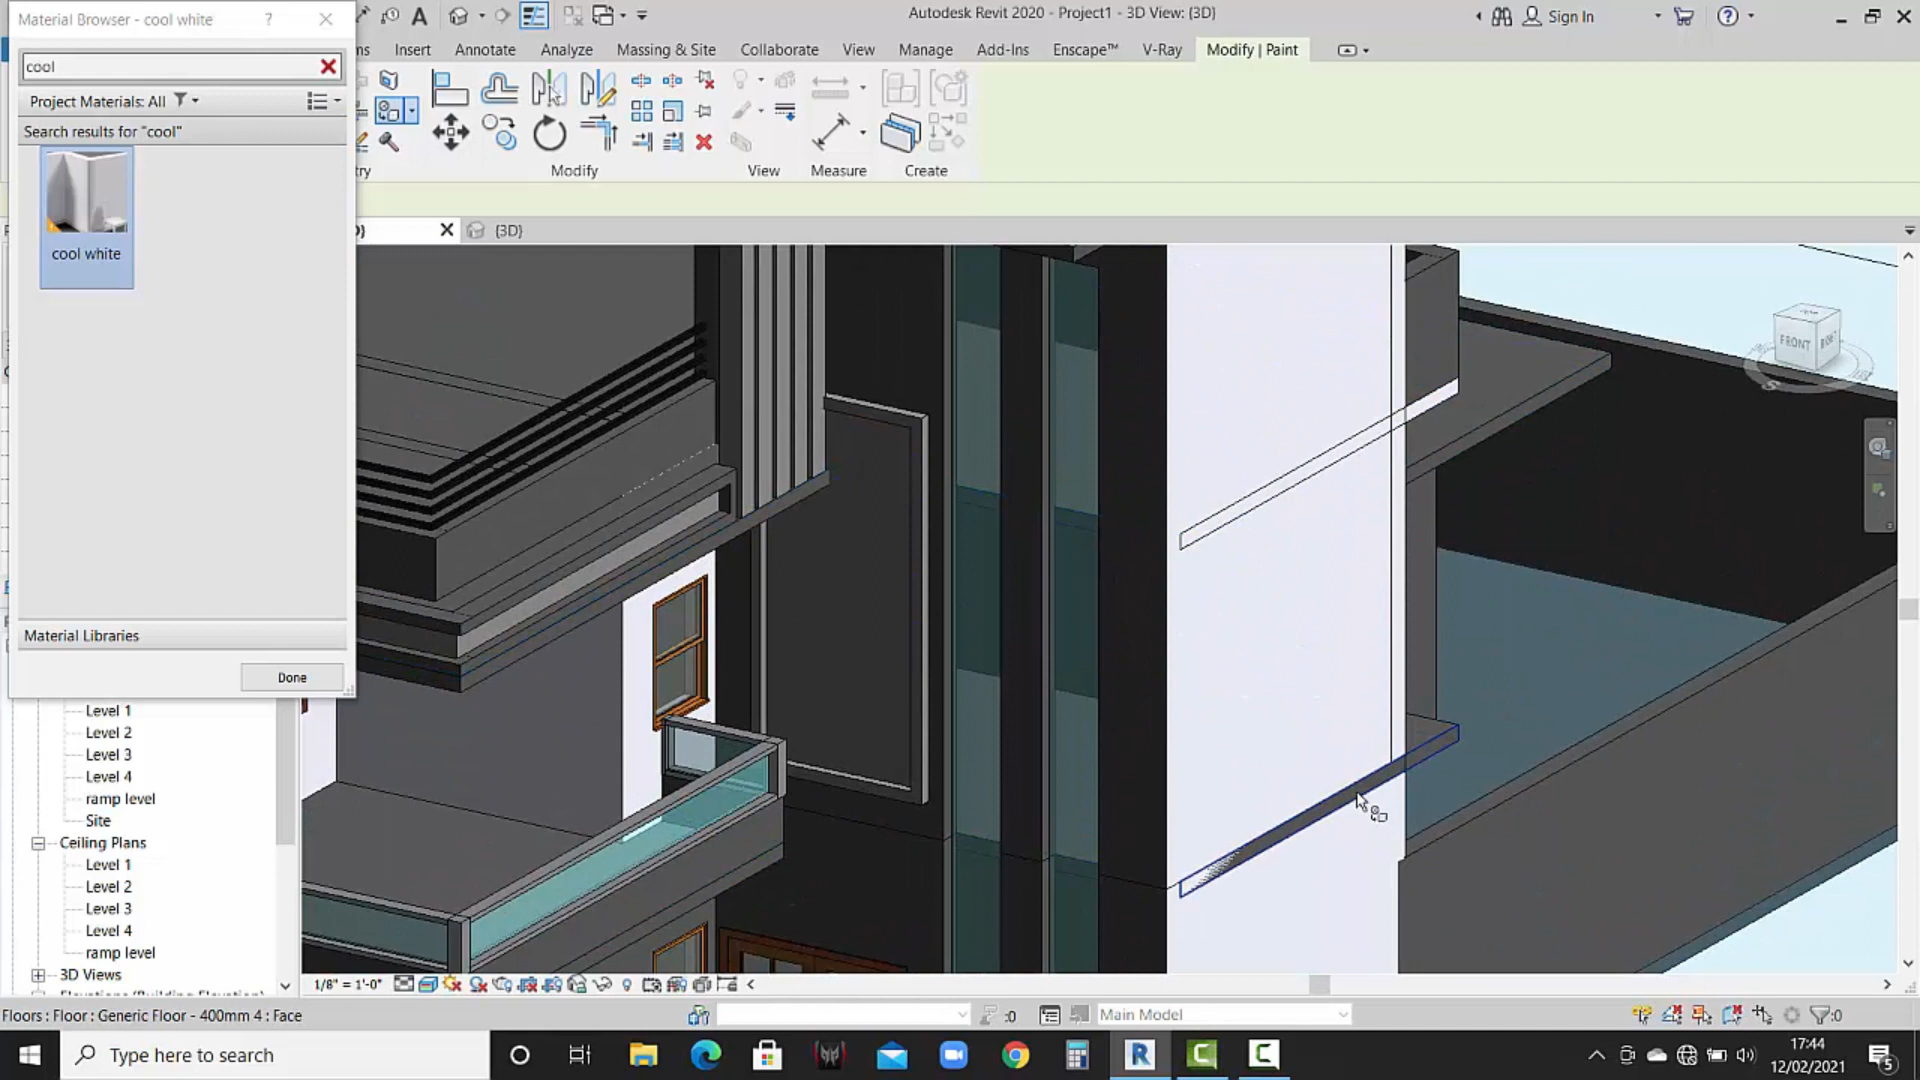 Material Browser - cool white
?
Autodesk Revit 2020 - Project1 - 3D View: {3D}
Sign In
cool
Project Materials: All
Search results for "cool"
cool white
Material Libraries
Done
Insert
Annotate
Analyze
Massing & Site
Collaborate
View
Manage
Add-Ins
Enscape™
V-Ray
Modify | Paint
Modify
View
Measure
Create
{3D}
TOP
FRONT
S
Level 1
Level 2
Level 3
Level 4
ramp level
Site
Ceiling Plans
Level 1
Level 2
Level 3
Level 4
ramp level
3D Views
1/8" = 1'-0"
Floors : Floor : Generic Floor - 400mm 4 : Face
:0
Main Model
:0
Type here to search
17:44
12/02/2021
5